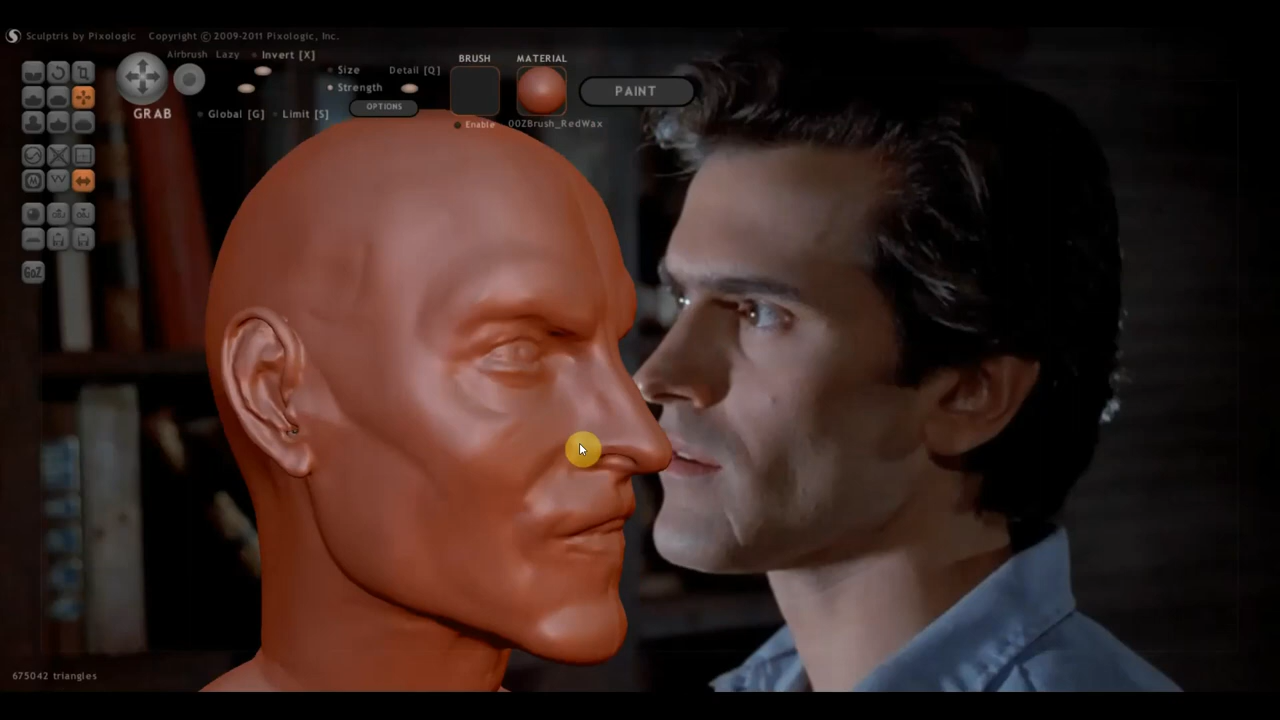 Sculptris by Pixologic Copyright © 2009-2011 Pixologic, Inc.
Airbrush Lazy Invert [X]
Size Detail [Q]
Strength
OPTIONS
GRAB Global [G] Limit [S]
BRUSH MATERIAL
PAINT
Enable 00ZBrush_RedWax
GoZ
675042 triangles